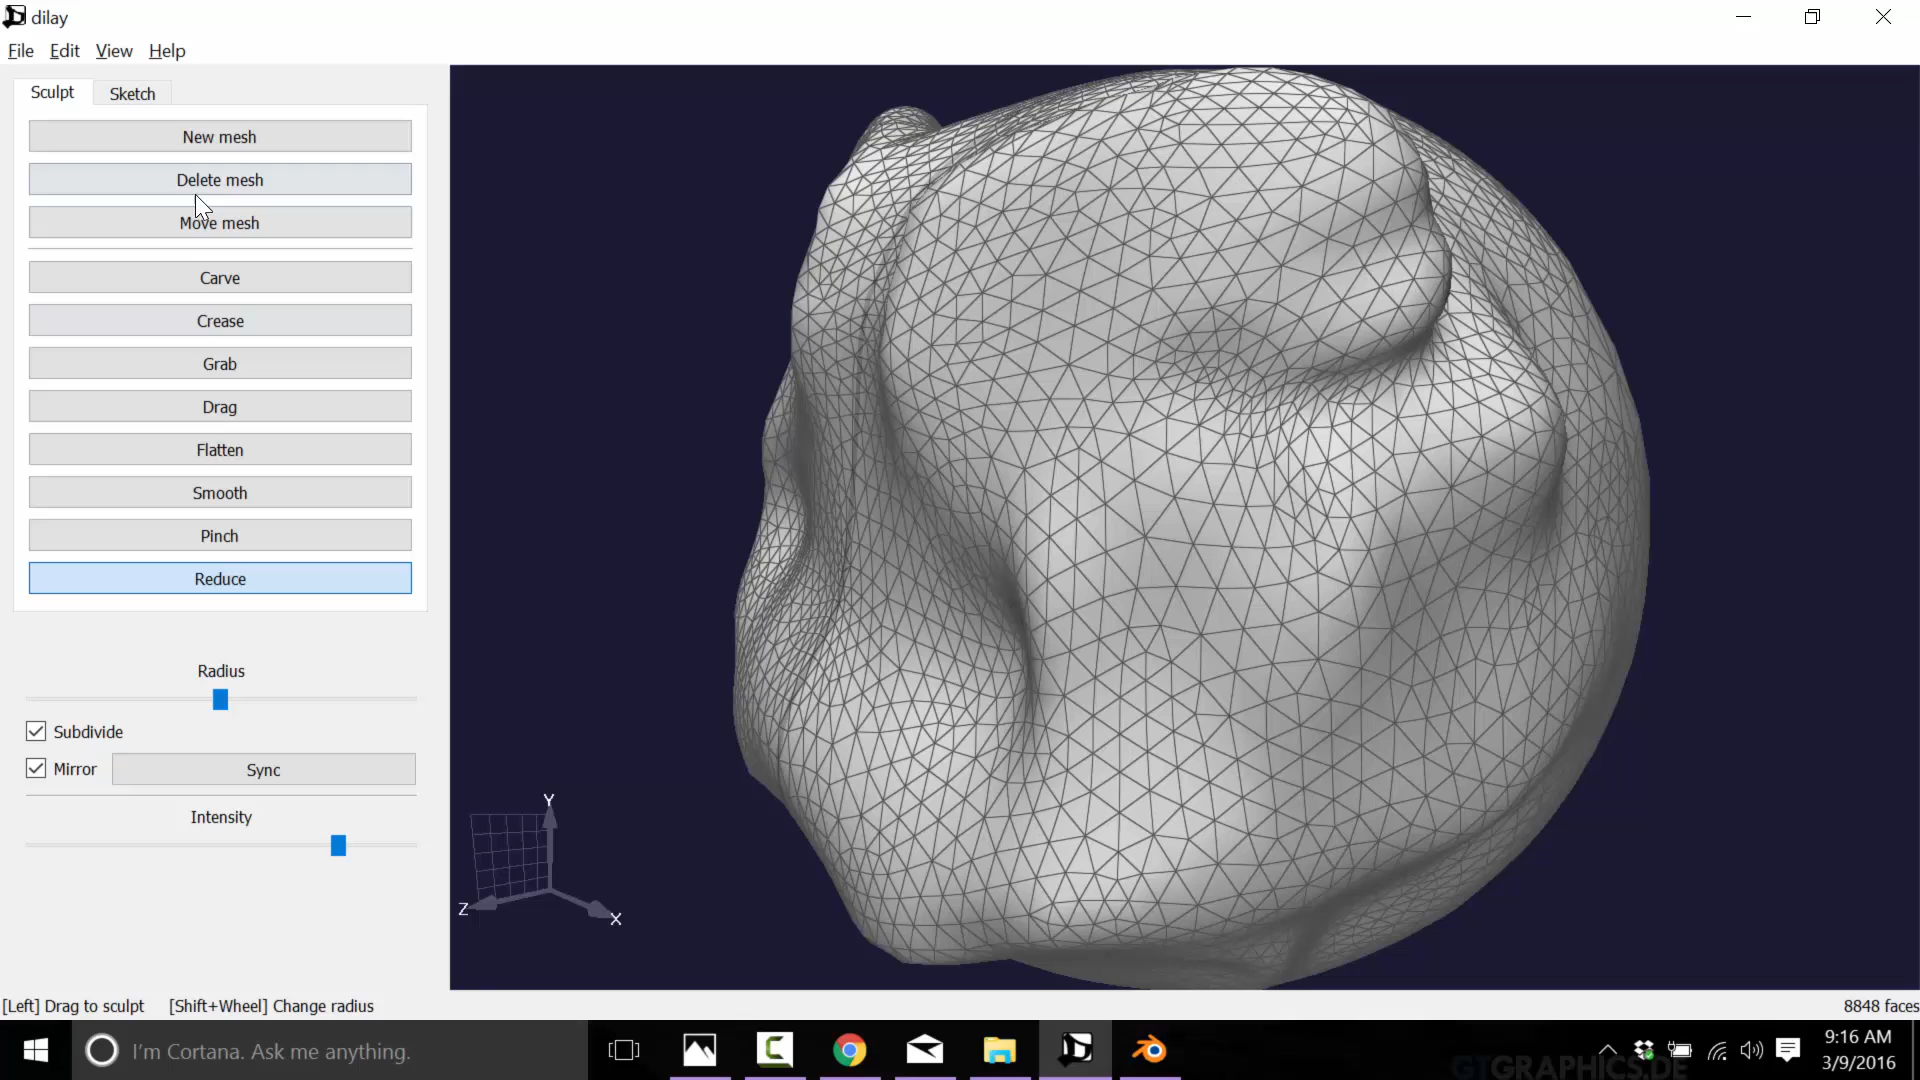 dilay
File Edit View Help
Sculpt Sketch
New mesh
Delete mesh
Move mesh
Carve
Crease
Grab
Drag
Flatten
Smooth
Pinch
Reduce
Radius
Subdivide
Mirror Sync
Intensity
Y
Z
X
[Left] Drag to sculpt [Shift+Wheel] Change radius 8848 faces
I'm Cortana. Ask me anything.
9:16 AM
3/9/2016
GTGRAPHICS.DE